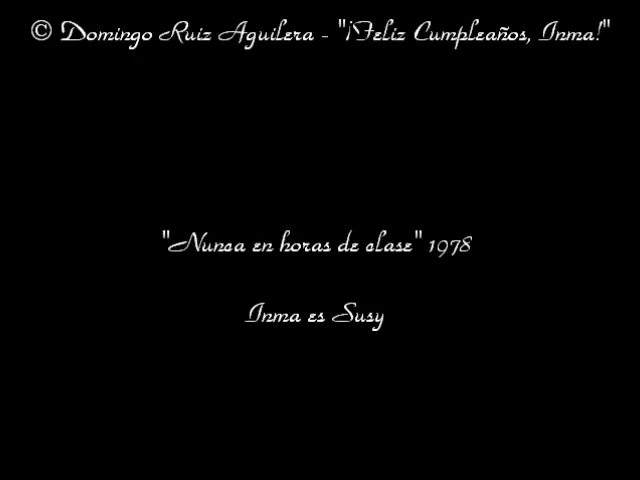 © Domingo Ruiz Aguilera - "¡Feliz Cumpleaños, Inma!"
"Nunca en horas de clase" 1978
Inma es Susy